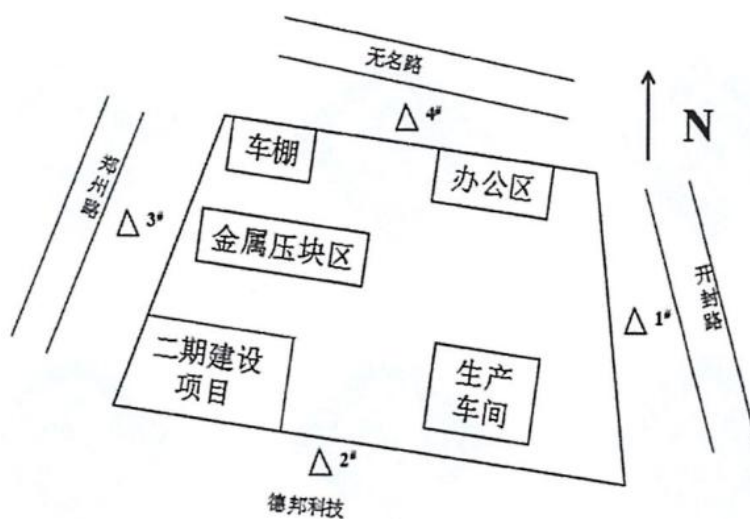 无名路
4#
N
车棚
办公区
郑州路
3#
金属压块区
开封路
1#
二期建设
项目
生产
车间
2#
德邦科技